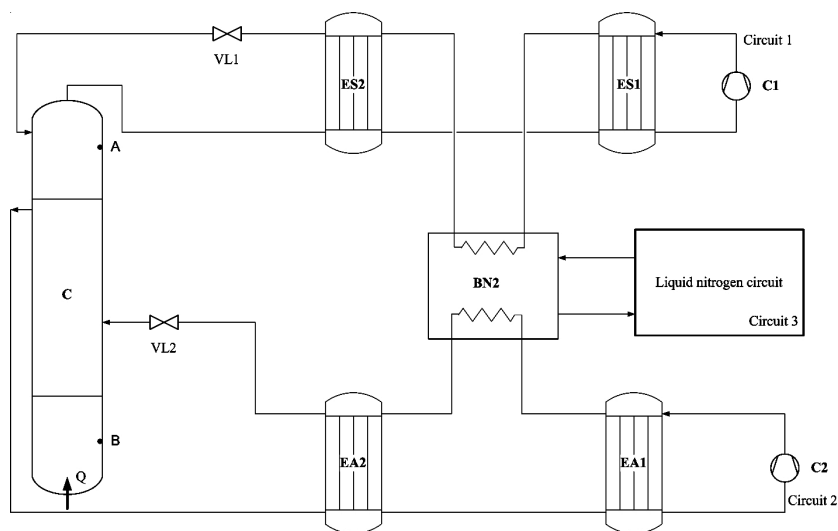 Circuit 1
VL1
ES2
ES1
C1
A
C
BN2
Liquid nitrogen circuit
Circuit 3
VL2
B
Q
EA2
EA1
C2
Circuit 2